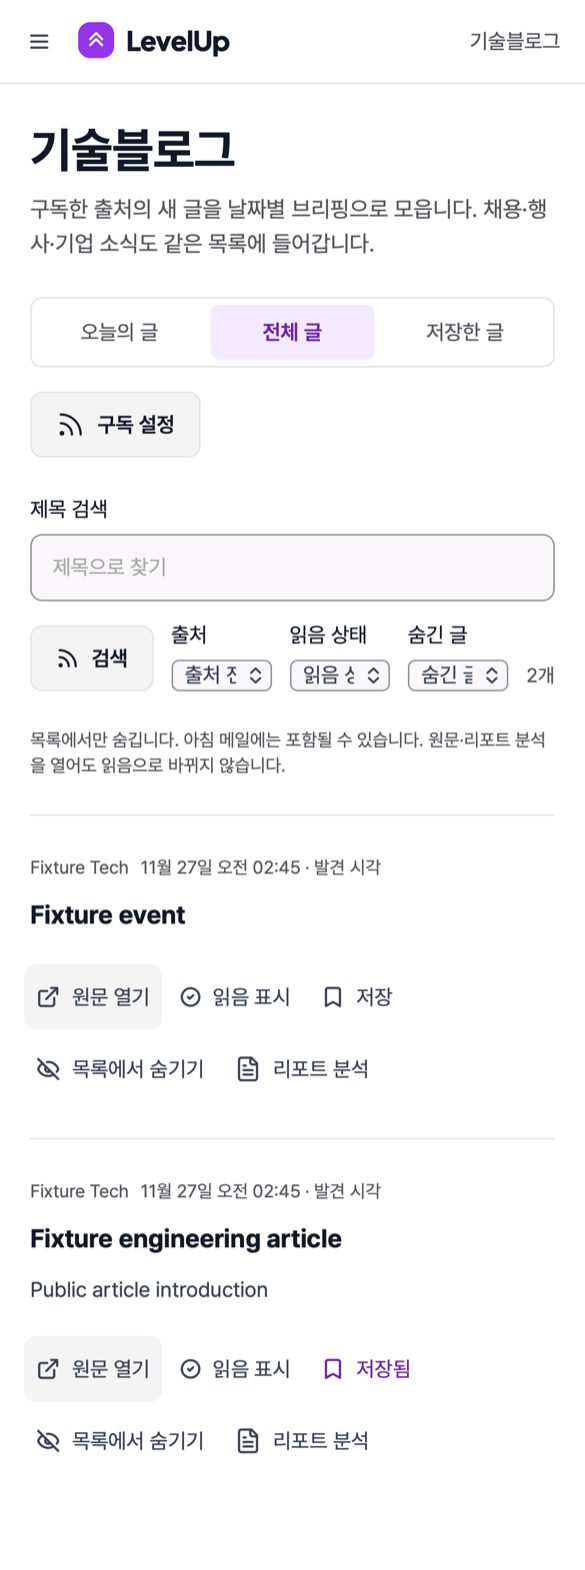 LevelUp
기술블로그
기술블로그
구독한 출처의 새 글을 날짜별 브리핑으로 모읍니다. 채용·행
사·기업 소식도 같은 목록에 들어갑니다.
오늘의 글 전체 글 저장한 글
구독 설정
제목 검색
제목으로 찾기
검색
출처 읽음 상태 숨긴 글
출처 읽음 숨긴 2개
목록에서만 숨깁니다. 아침 메일에는 포함될 수 있습니다. 원문·리포트 분석
을 열어도 읽음으로 바뀌지 않습니다.
Fixture Tech 11월 27일 오전 02:45 · 발견 시각
Fixture event
원문 열기 읽음 표시 저장
목록에서 숨기기 리포트 분석
Fixture Tech 11월 27일 오전 02:45 · 발견 시각
Fixture engineering article
Public article introduction
원문 열기 읽음 표시 저장됨
목록에서 숨기기 리포트 분석